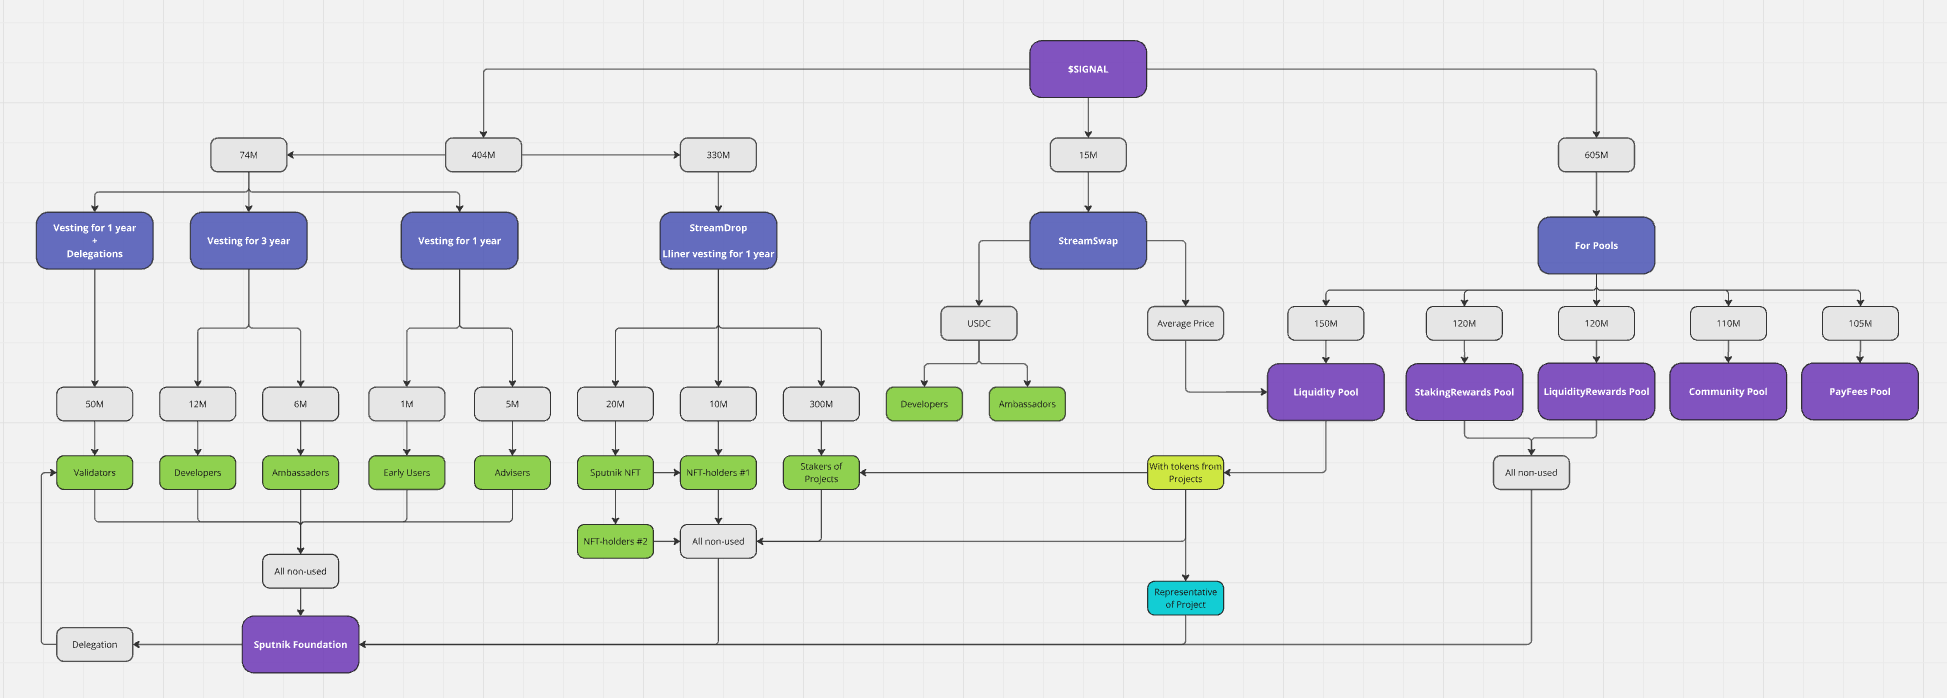 $SIGNAL
74M
404M
330M
15M
605M
Vesting for 1 year
+
Delegations
Vesting for 3 year
Vesting for 1 year
StreamDrop
Lliner vesting for 1 year
StreamSwap
For Pools
USDC
Average Price
150M
120M
120M
110M
105M
Liquidity Pool
StakingRewards Pool
LiquidityRewards Pool
Community Pool
PayFees Pool
50M
12M
6M
1M
5M
20M
10M
300M
Developers
Ambassadors
Validators
Developers
Ambassadors
Early Users
Advisers
Sputnik NFT
NFT-holders #1
Stakers of
Projects
With tokens from
Projects
All non-used
NFT-holders #2
All non-used
All non-used
Representative
of Project
Delegation
Sputnik Foundation